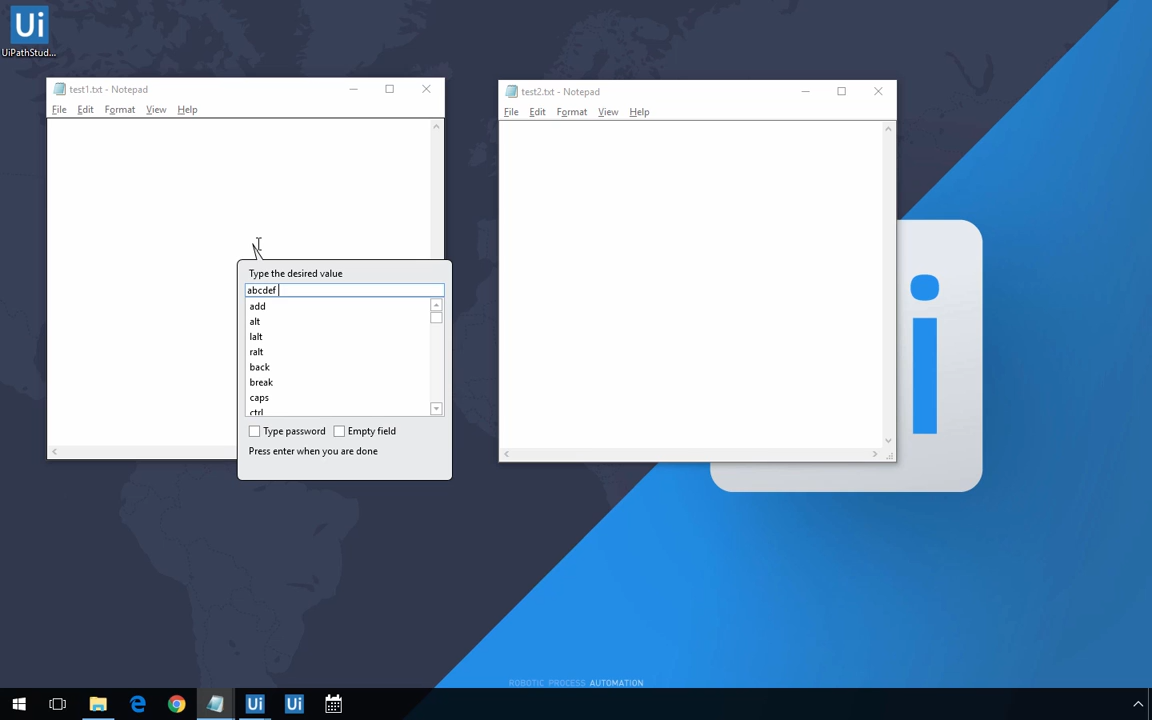 Ui
UiPathStud...
test1.txt - Notepad
File Edit Format View Help
test2.txt - Notepad
File Edit Format View Help
Type the desired value
abcdef
add
alt
lalt
ralt
back
break
caps
ctrl
Type password Empty field
Press enter when you are done
i
ROBOTIC PROCESS AUTOMATION
Ui Ui